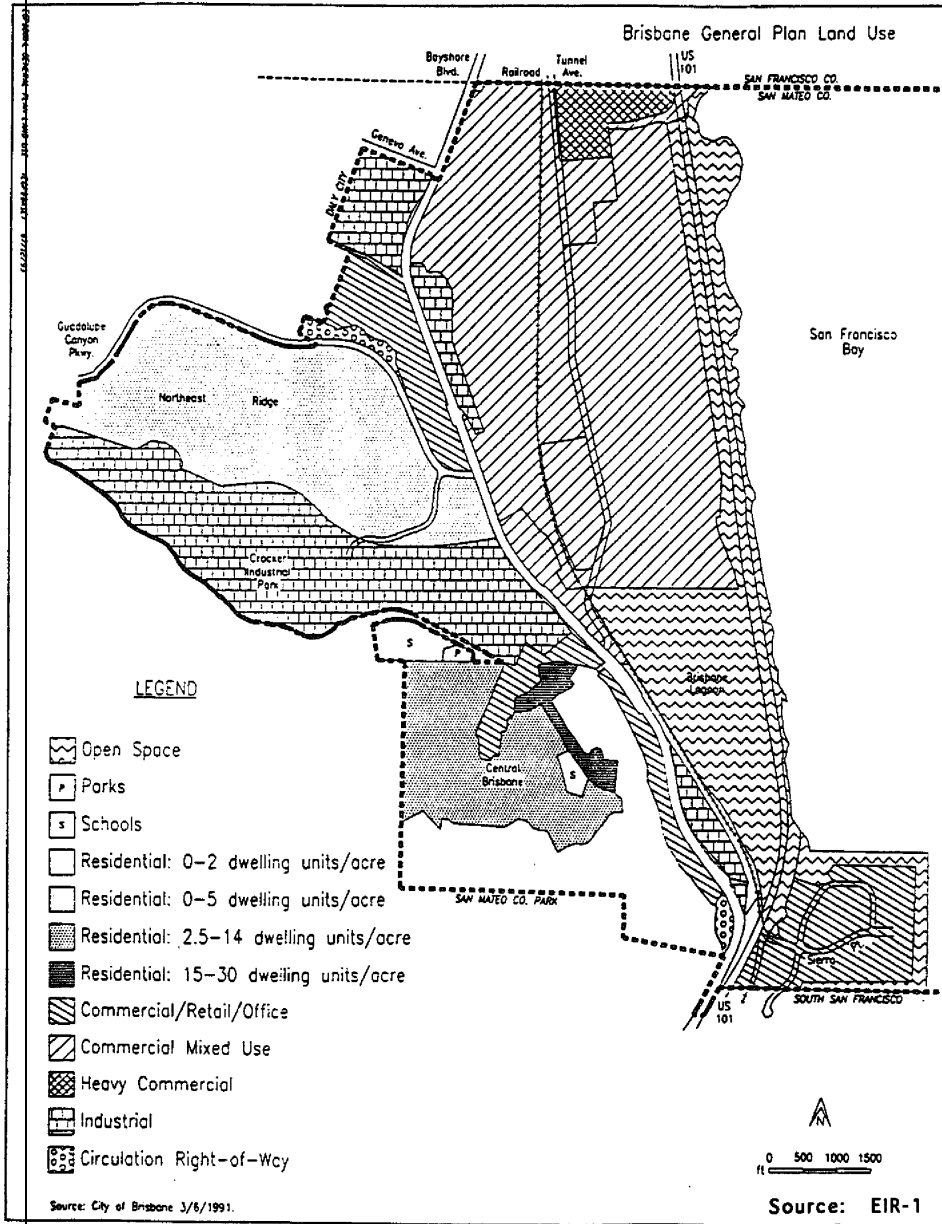 Brisbane General Plan Land Use
Bayshore
Blvd.
Railroad
Tunnel
Ave.
US
101
SAN FRANCISCO CO.
SAN MATEO CO.
Geneva Ave.
DALY CITY
Guadalupe
Canyon
Pkwy.
Northeast Ridge
San Francisco
Bay
Crocker
Industrial
Park
S
P
Brisbane
Lagoon
Central
Brisbane
S
SAN MATEO CO. PARK
Sierra
Pt.
SOUTH SAN FRANCISCO
US
101
LEGEND
Open Space
P Parks
S Schools
Residential: 0-2 dwelling units/acre
Residential: 0-5 dwelling units/acre
Residential: 2.5-14 dwelling units/acre
Residential: 15-30 dwelling units/acre
Commercial/Retail/Office
Commercial Mixed Use
Heavy Commercial
Industrial
Circulation Right-of-Way
0 500 1000 1500
ft
Source: City of Brisbane 3/6/1991.
Source: EIR-1